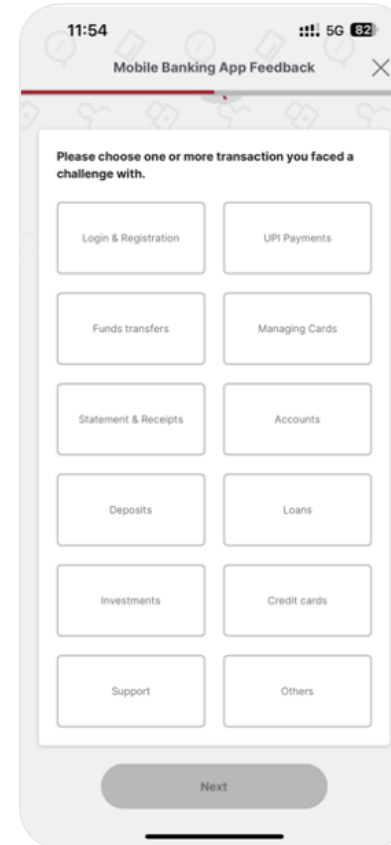 11:54
5G 82
Mobile Banking App Feedback
Please choose one or more transaction you faced a
challenge with.
Login & Registration
UPI Payments
Funds transfers
Managing Cards
Statement & Receipts
Accounts
Deposits
Loans
Investments
Credit cards
Support
Others
Next